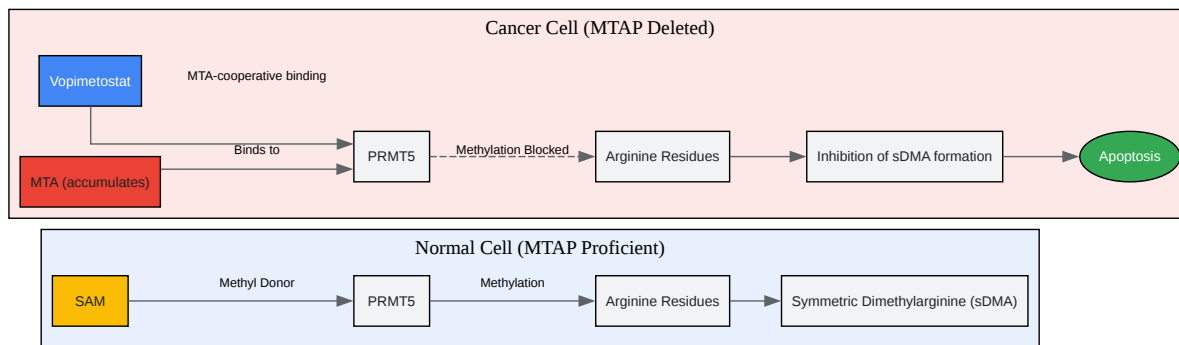 Cancer Cell (MTAP Deleted)
Vopimetostat
MTA-cooperative binding
MTA (accumulates)
Binds to
PRMT5
Methylation Blocked
Arginine Residues
Inhibition of sDMA formation
Apoptosis
Normal Cell (MTAP Proficient)
SAM
Methyl Donor
PRMT5
Methylation
Arginine Residues
Symmetric Dimethylarginine (sDMA)